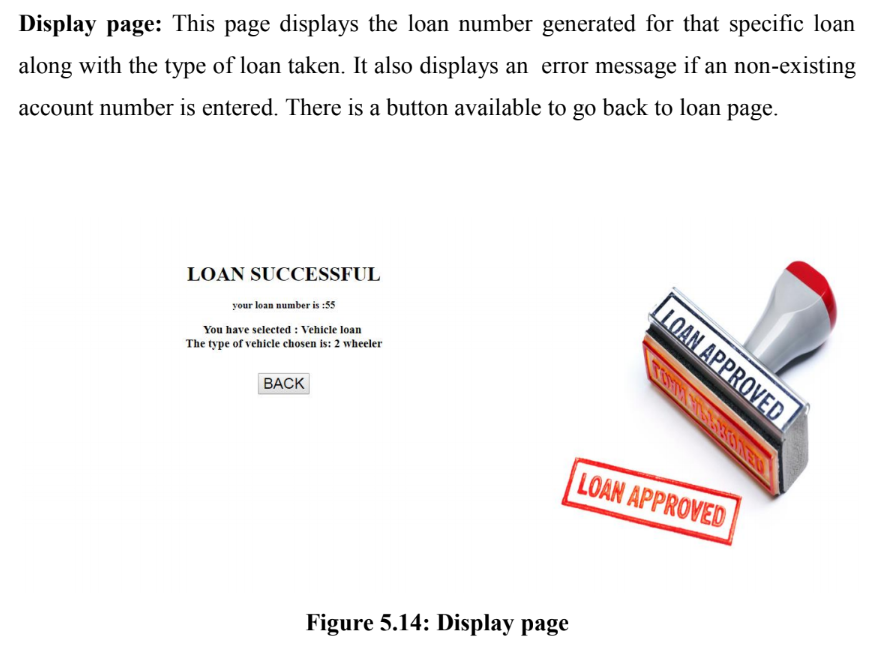 Display page: This page displays the loan number generated for that specific loan
along with the type of loan taken. It also displays an error message if an non-existing
account number is entered. There is a button available to go back to loan page.
LOAN SUCCESSFUL
your loan number is :55
You have selected : Vehicle loan
The type of vehicle chosen is: 2 wheeler
BACK
LOAN APPROVED
LOAN APPROVED
LOAN APPROVED
Figure 5.14: Display page